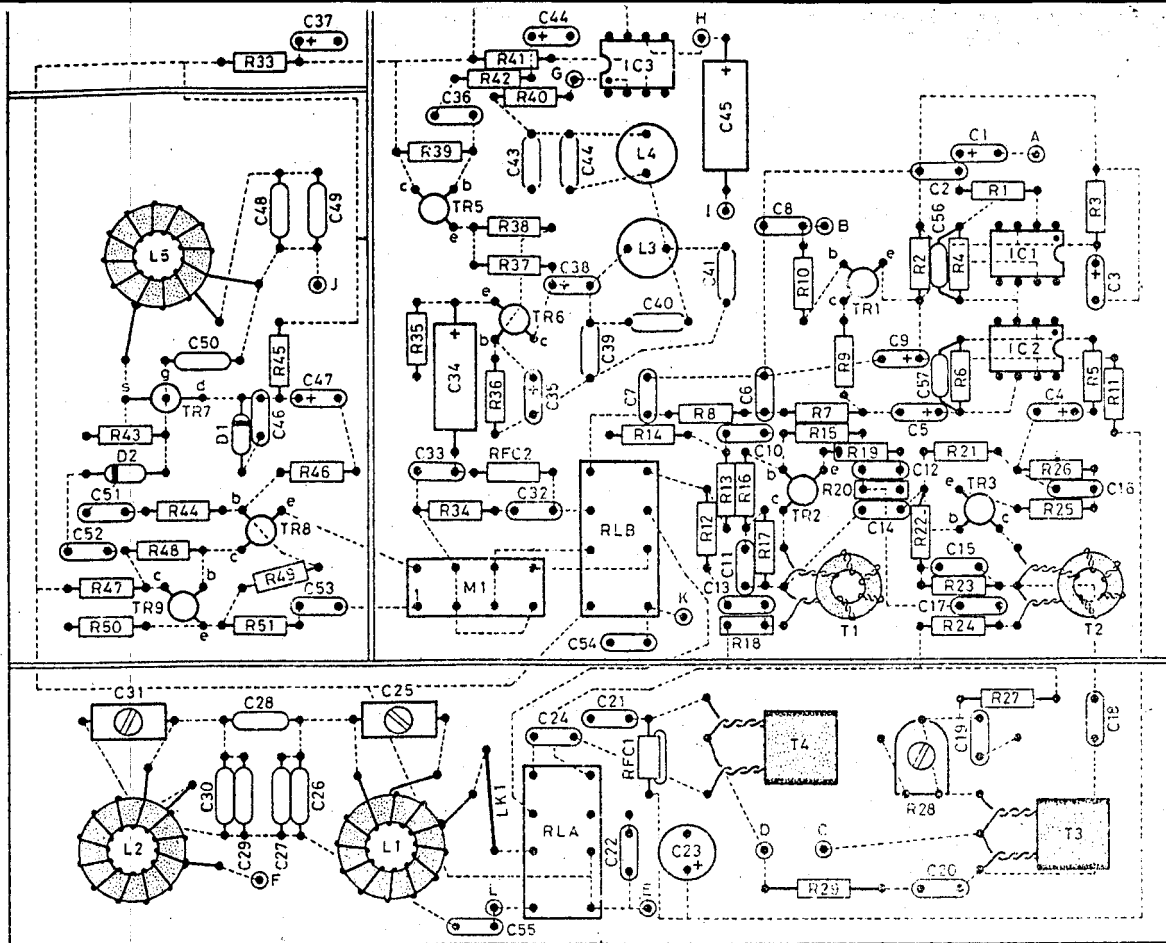 C37
R33
C44
H
R41
IC3
R42
G
R40
C36
C45
C43
C44
L4
R39
c
b
TR5
e
C1
A
C2
R1
R3
C48
C49
L5
J
R38
I
C8
B
C56
R37
C38
L3
C41
R10
b
e
c
TR1
R2
R4
IC1
C3
C50
R45
R35
C34
e
TR6
b
c
C40
C39
R36
C35
R9
C9
IC2
C57
R6
R5
R11
s
g
d
TR7
C47
C7
C6
R43
D1
C46
R8
R7
C5
C4
R14
R15
D2
R46
C33
RFC2
C10
e
R19
C12
R21
R26
C51
R44
b
e
TR8
c
R34
C32
RLB
R13
R16
b
c
TR2
R20
C14
e
TR3
b
c
C16
R25
C52
R48
R12
R17
R22
R47
c
b
TR9
e
R49
C53
1
M1
C11
C13
C15
R23
C17
R50
R51
K
R18
T1
R24
T2
C54
C31
C28
C25
C24
C21
R27
C18
C19
RFC1
T4
C30
C29
C27
C26
LK1
RLA
R28
L2
L1
C22
C23
D
C
T3
F
L
E
R29
C20
C55